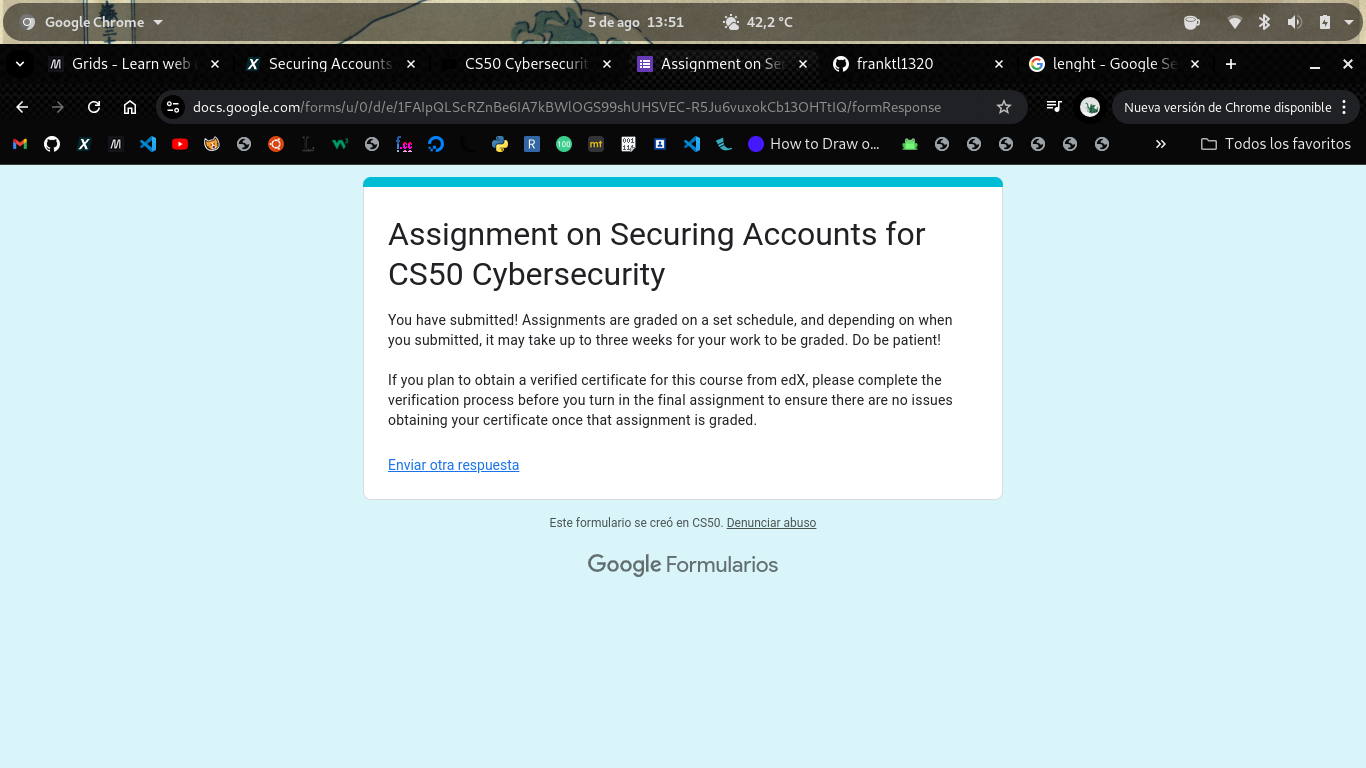 Google Chrome
5 de ago 13:51
42,2 °C
Grids - Learn web
Securing Accounts
CS50 Cybersecurit
Assignment on Se
franktl1320
lenght - Google Se
docs.google.com/forms/u/0/d/e/1FAIpQLScRZnBe6IA7kBWlOGS99shUHSVEC-R5Ju6vuxokCb13OHTtIQ/formResponse
Nueva versión de Chrome disponible
How to Draw o...
Todos los favoritos
Assignment on Securing Accounts for
CS50 Cybersecurity
You have submitted! Assignments are graded on a set schedule, and depending on when
you submitted, it may take up to three weeks for your work to be graded. Do be patient!
If you plan to obtain a verified certificate for this course from edX, please complete the
verification process before you turn in the final assignment to ensure there are no issues
obtaining your certificate once that assignment is graded.
Enviar otra respuesta
Este formulario se creó en CS50. Denunciar abuso
Google Formularios